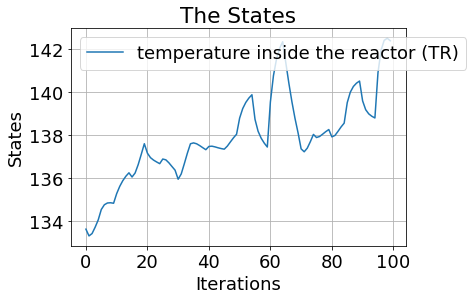 The States
temperature inside the reactor (TR)
States
142
140
138
136
134
0 20 40 60 80 100
Iterations